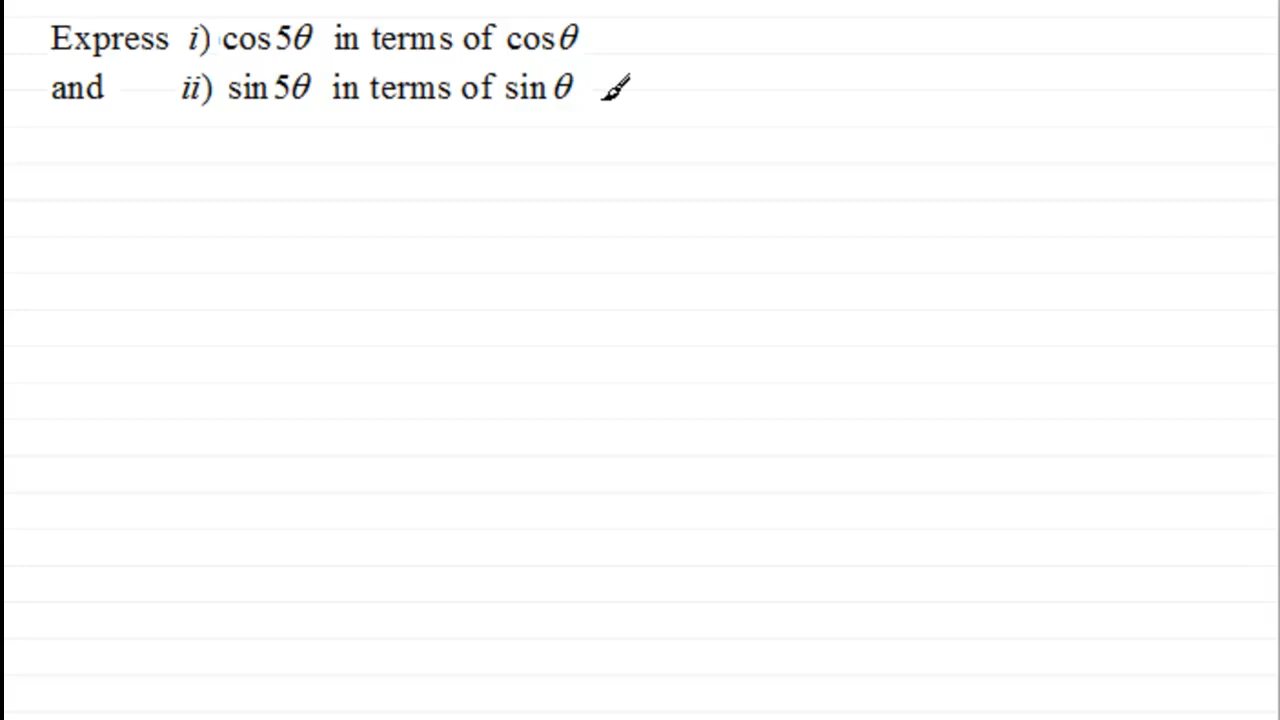 Express i) cos5θ in terms of cosθ
and ii) sin5θ in terms of sinθ